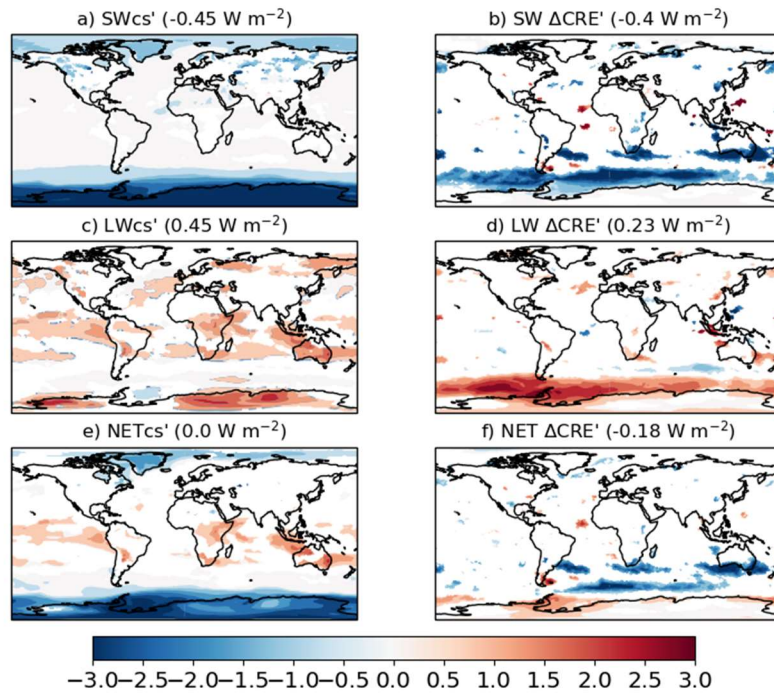 a) SWcs' (-0.45 W m⁻²)
b) SW ΔCRE' (-0.4 W m⁻²)
c) LWcs' (0.45 W m⁻²)
d) LW ΔCRE' (0.23 W m⁻²)
e) NETcs' (0.0 W m⁻²)
f) NET ΔCRE' (-0.18 W m⁻²)
−3.0−2.5−2.0−1.5−1.0−0.5 0.0 0.5 1.0 1.5 2.0 2.5 3.0